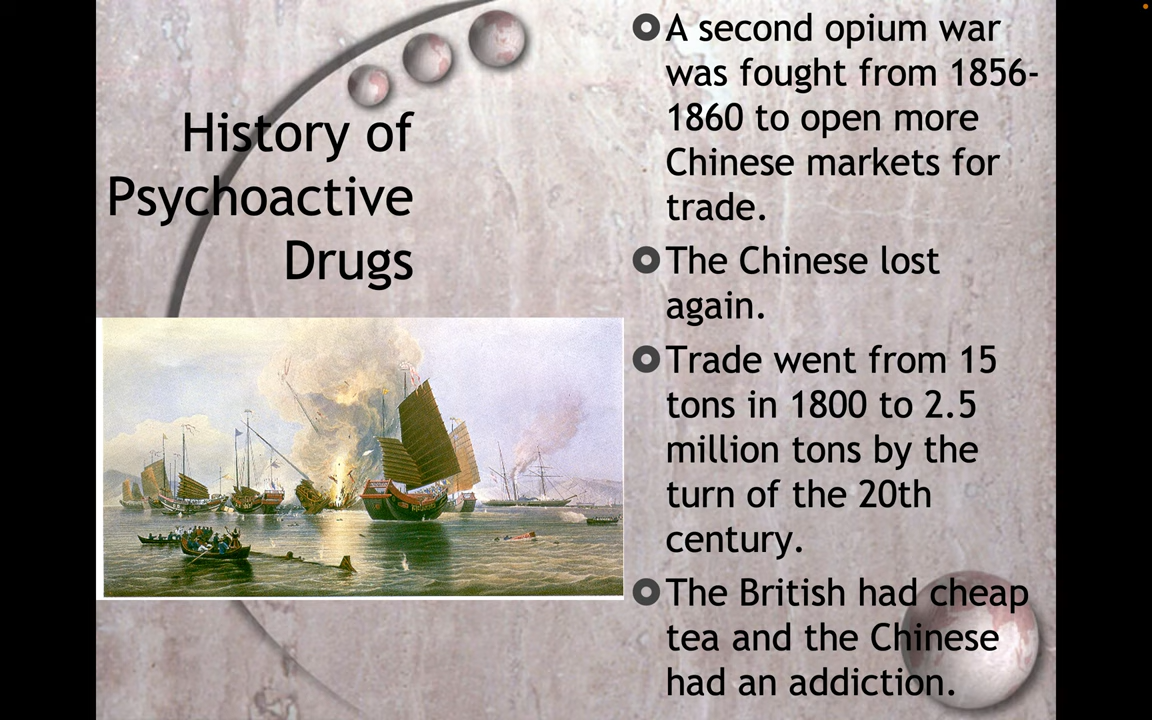 History of
Psychoactive
Drugs
A second opium war
was fought from 1856-
1860 to open more
Chinese markets for
trade.
The Chinese lost
again.
Trade went from 15
tons in 1800 to 2.5
million tons by the
turn of the 20th
century.
The British had cheap
tea and the Chinese
had an addiction.